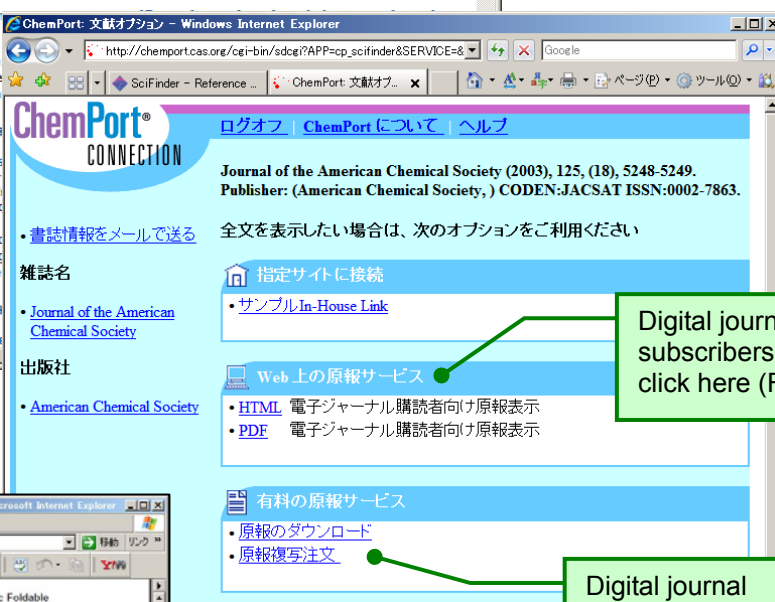 ChemPort: 文献オプション - Windows Internet Explorer
http://chemport.cas.org/cgi-bin/sdcgi?APP=cp_scifinder&SERVICE=&
Google
SciFinder - Reference ...
ChemPort: 文献オプ...
ページ(P)
ツール(O)
ChemPort®
CONNECTION
ログオフ | ChemPort について | ヘルプ
Journal of the American Chemical Society (2003), 125, (18), 5248-5249.
Publisher: (American Chemical Society, ) CODEN:JACSAT ISSN:0002-7863.
• 書誌情報をメールで送る
全文を表示したい場合は、次のオプションをご利用ください
雑誌名
• Journal of the American
Chemical Society
出版社
• American Chemical Society
指定サイトに接続
• サンプル In-House Link
Web 上の原報サービス
• HTML 電子ジャーナル購読者向け原報表示
• PDF 電子ジャーナル購読者向け原報表示
有料の原報サービス
• 原報のダウンロード
• 原報複写注文
Digital journ
subscribers
click here (F
Digital journal
crosoft Internet Explorer
移動 リンク »
Foldable